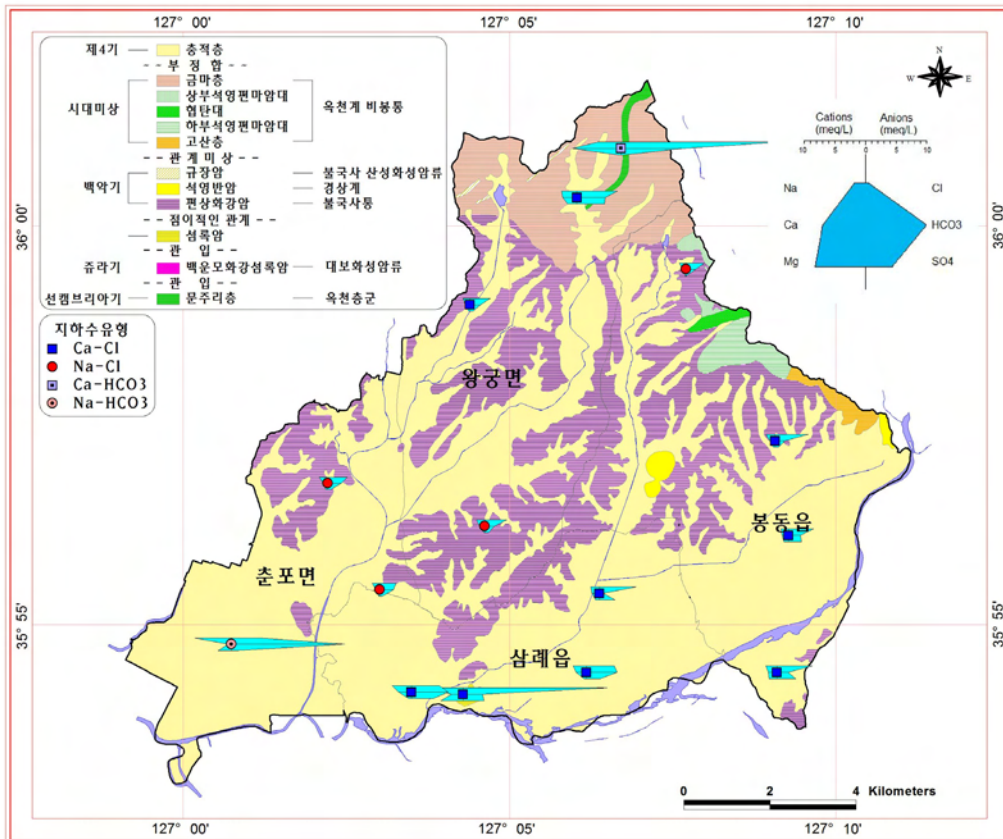 127° 00'
127° 05'
127° 10'
제4기
충적층
-- 부 정 합 --
금마층
상부석영편마암대
시대미상
협탄대
옥천계 비봉통
하부석영편마암대
고산층
-- 관 계 미 상 --
규장암
불국사 산성화성암류
백악기
석영반암
경상계
편상화강암
불국사통
-- 점이적인 관계 --
섬록암
-- 관 입 --
쥬라기
백운모화강섬록암
대보화성암류
-- 관 입 --
선캠브리아기
문주리층
옥천층군
지하수유형
Ca-Cl
Na-Cl
Ca-HCO3
Na-HCO3
N
W E
S
Cations
(meq/L)
Anions
(meq/L)
10
10
Na
Cl
Ca
HCO3
Mg
SO4
36° 00'
36° 00'
왕궁면
봉동읍
춘포면
삼례읍
35° 55'
35° 55'
0 2 4 Kilometers
127° 00'
127° 05'
127° 10'